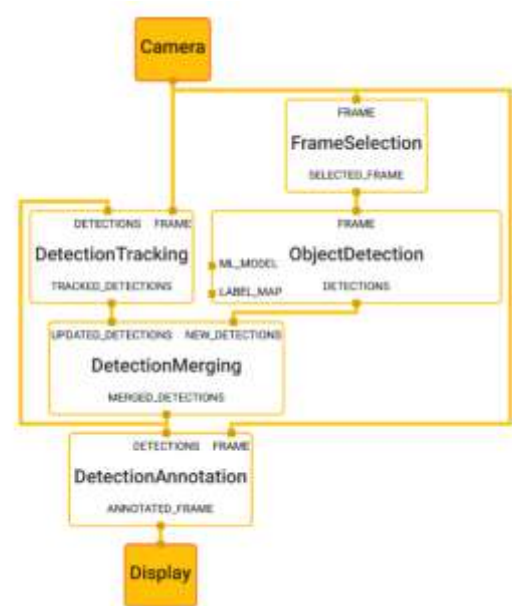 Camera
FRAME
FrameSelection
SELECTED_FRAME
DETECTIONS FRAME
DetectionTracking
TRACKED_DETECTIONS
FRAME
ML_MODEL
ObjectDetection
LABEL_MAP
DETECTIONS
UPDATED_DETECTIONS NEW_DETECTIONS
DetectionMerging
MERGED_DETECTIONS
DETECTIONS FRAME
DetectionAnnotation
ANNOTATED_FRAME
Display